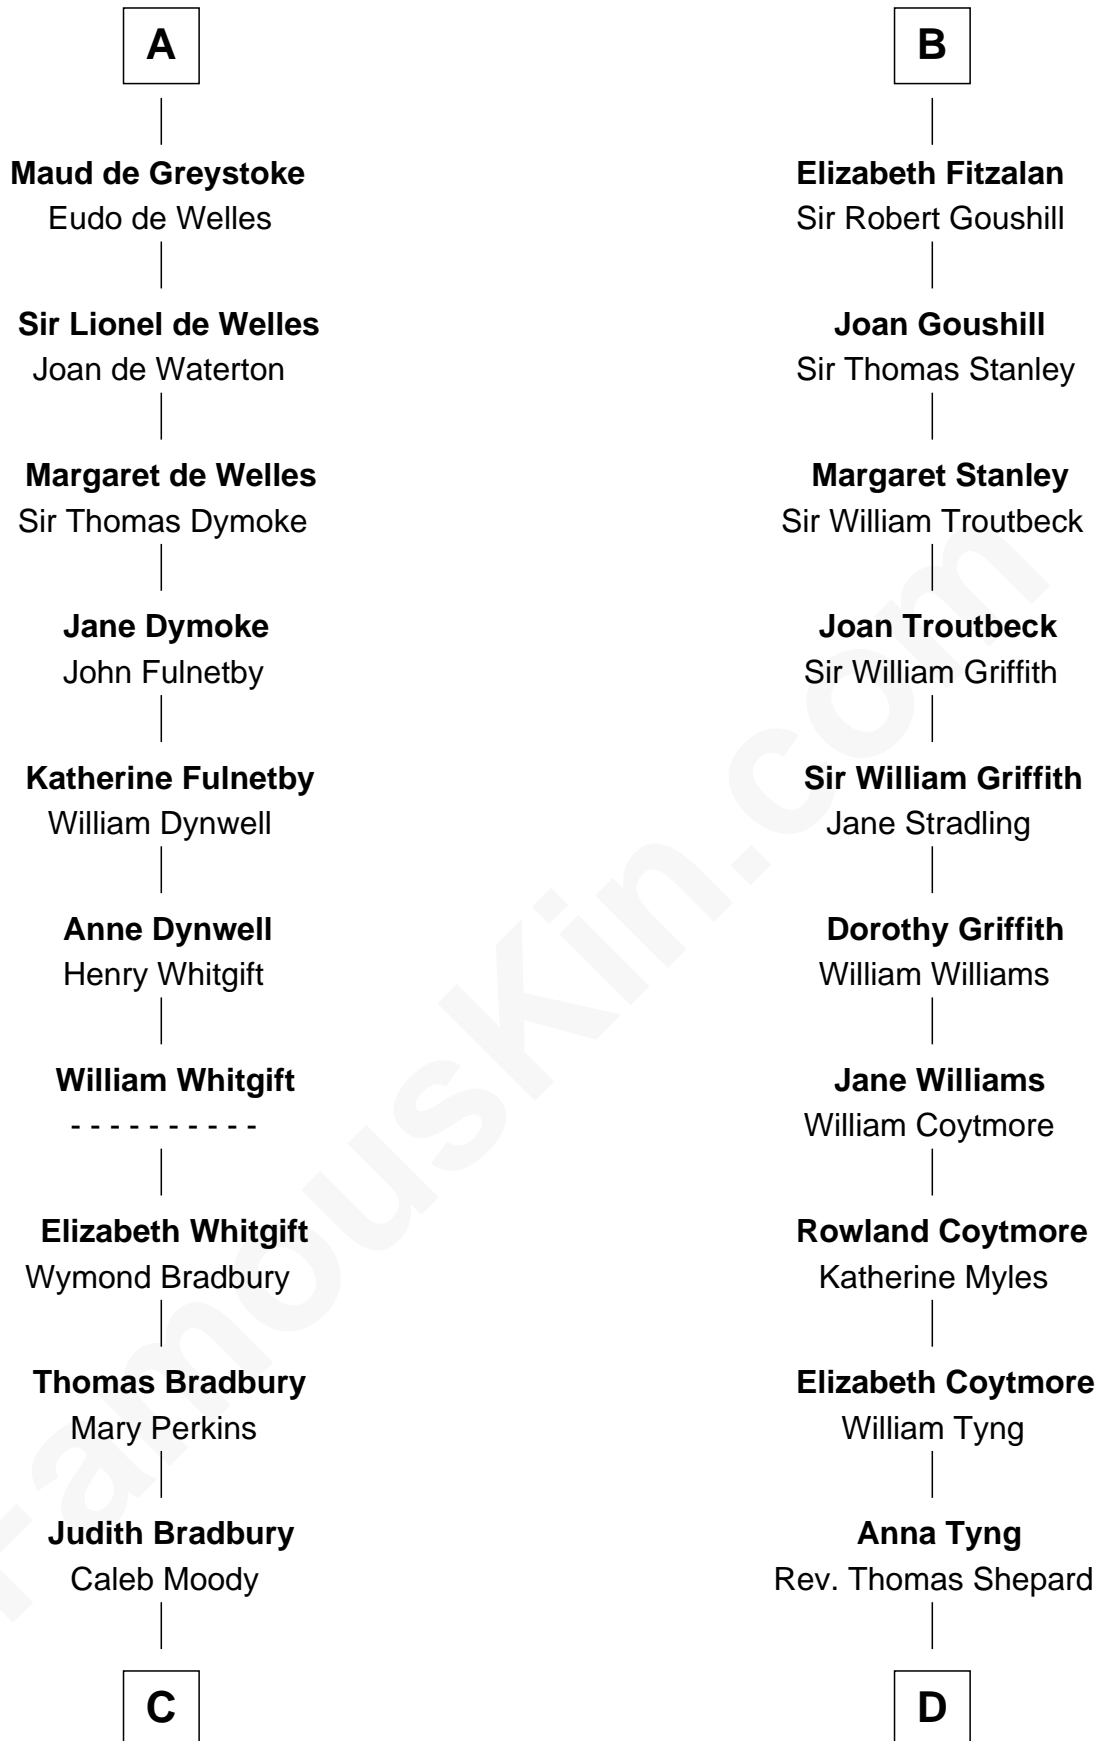 A
Maud de Greystoke
Eudo de Welles
Sir Lionel de Welles
Joan de Waterton
Margaret de Welles
Sir Thomas Dymoke
Jane Dymoke
John Fulnetby
Katherine Fulnetby
William Dynwell
Anne Dynwell
Henry Whitgift
William Whitgift
- - - - - - - - - -
Elizabeth Whitgift
Wymond Bradbury
Thomas Bradbury
Mary Perkins
Judith Bradbury
Caleb Moody
C
B
Elizabeth Fitzalan
Sir Robert Goushill
Joan Goushill
Sir Thomas Stanley
Margaret Stanley
Sir William Troutbeck
Joan Troutbeck
Sir William Griffith
Sir William Griffith
Jane Stradling
Dorothy Griffith
William Williams
Jane Williams
William Coytmore
Rowland Coytmore
Katherine Myles
Elizabeth Coytmore
William Tyng
Anna Tyng
Rev. Thomas Shepard
D
FamousKin.com